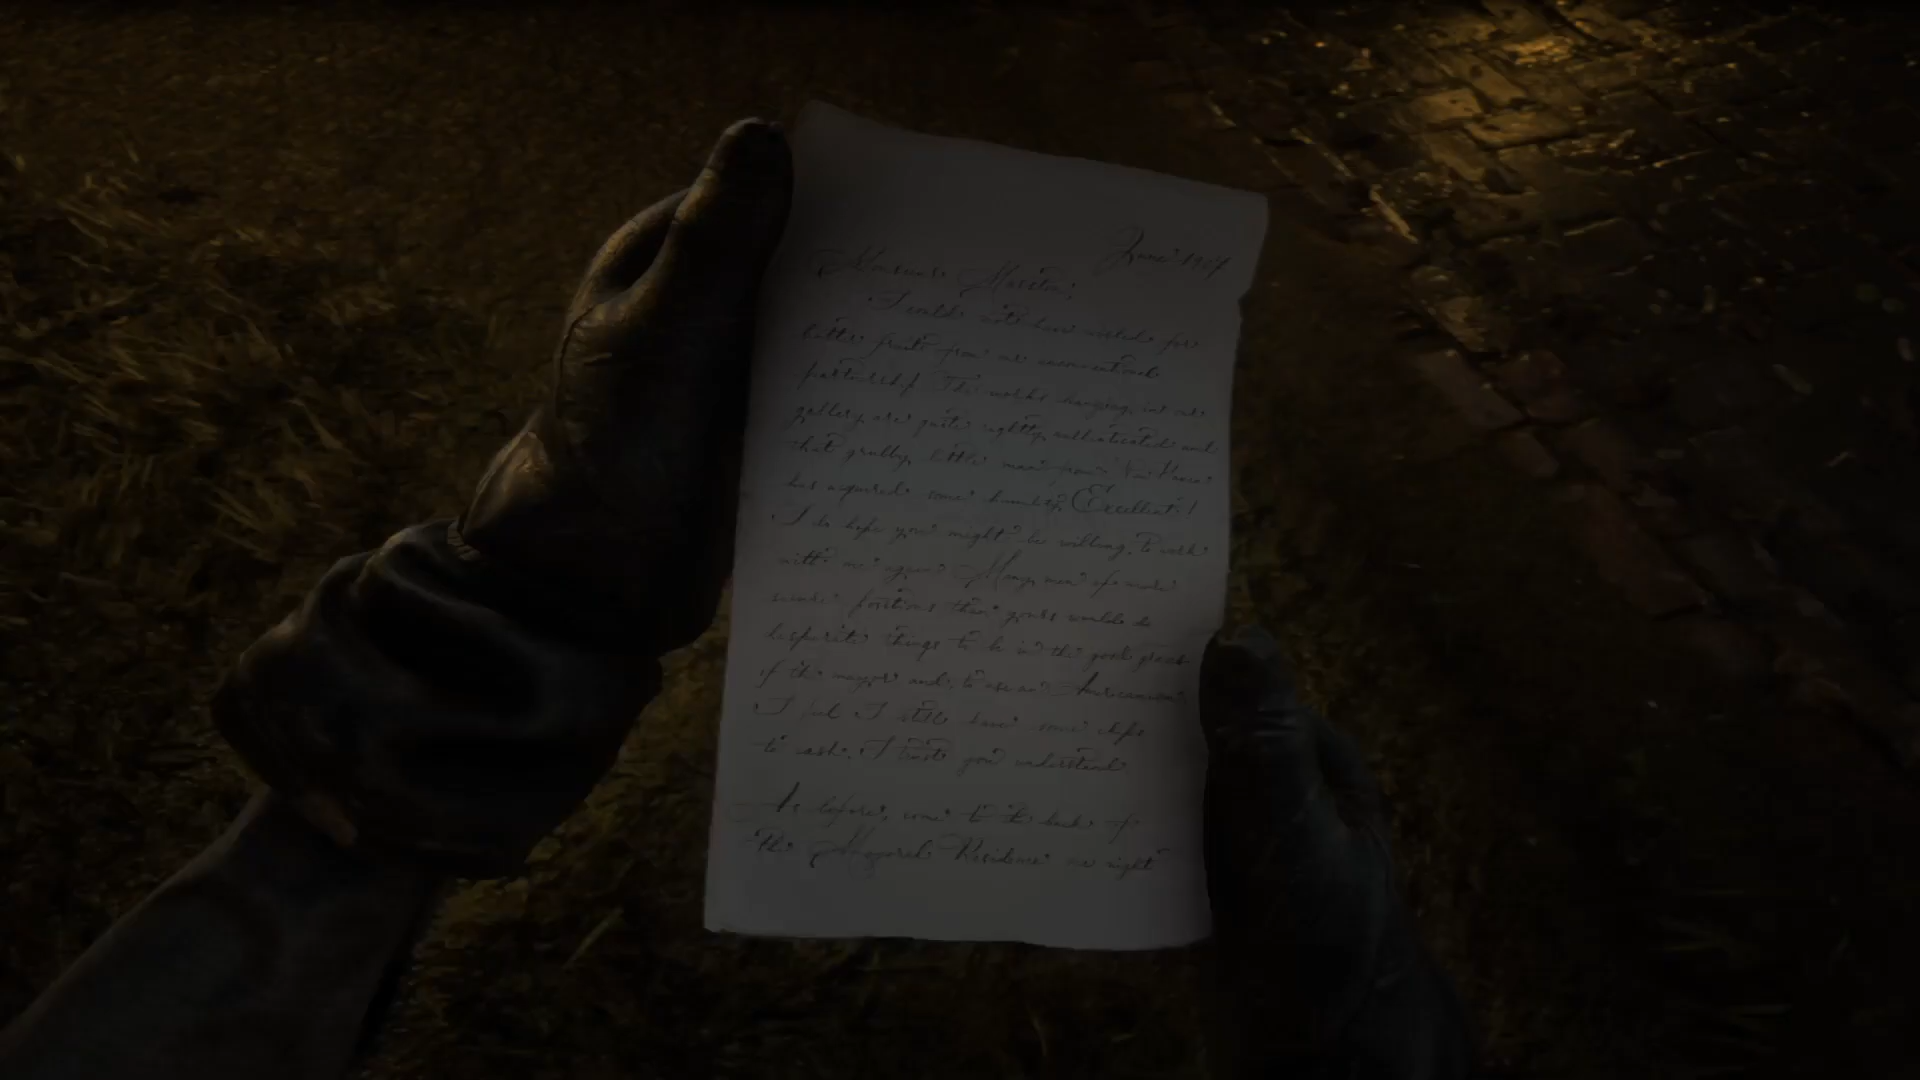 June 1907
Monsieur Marston,
I could not have wished for
better fruits from our unconventional
partnership! The works hanging in our
gallery are quite rightly authenticated and
that grubby little man from New Hanover
has acquired some humility. Excellent!
I do hope you might be willing to work
with me again. Many men of more
senior positions than yours would do
desperate things to be in the good graces
of the mayor and, to use an Americanism,
I feel I still have some chips
to cash. I trust you understand.
As before, come to the back of
the Mayoral Residence one night